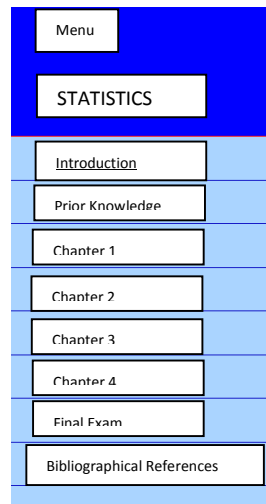 Menu
STATISTICS
Introduction
Prior Knowledge
Chapter 1
Chapter 2
Chapter 3
Chapter 4
Final Exam
Bibliographical References